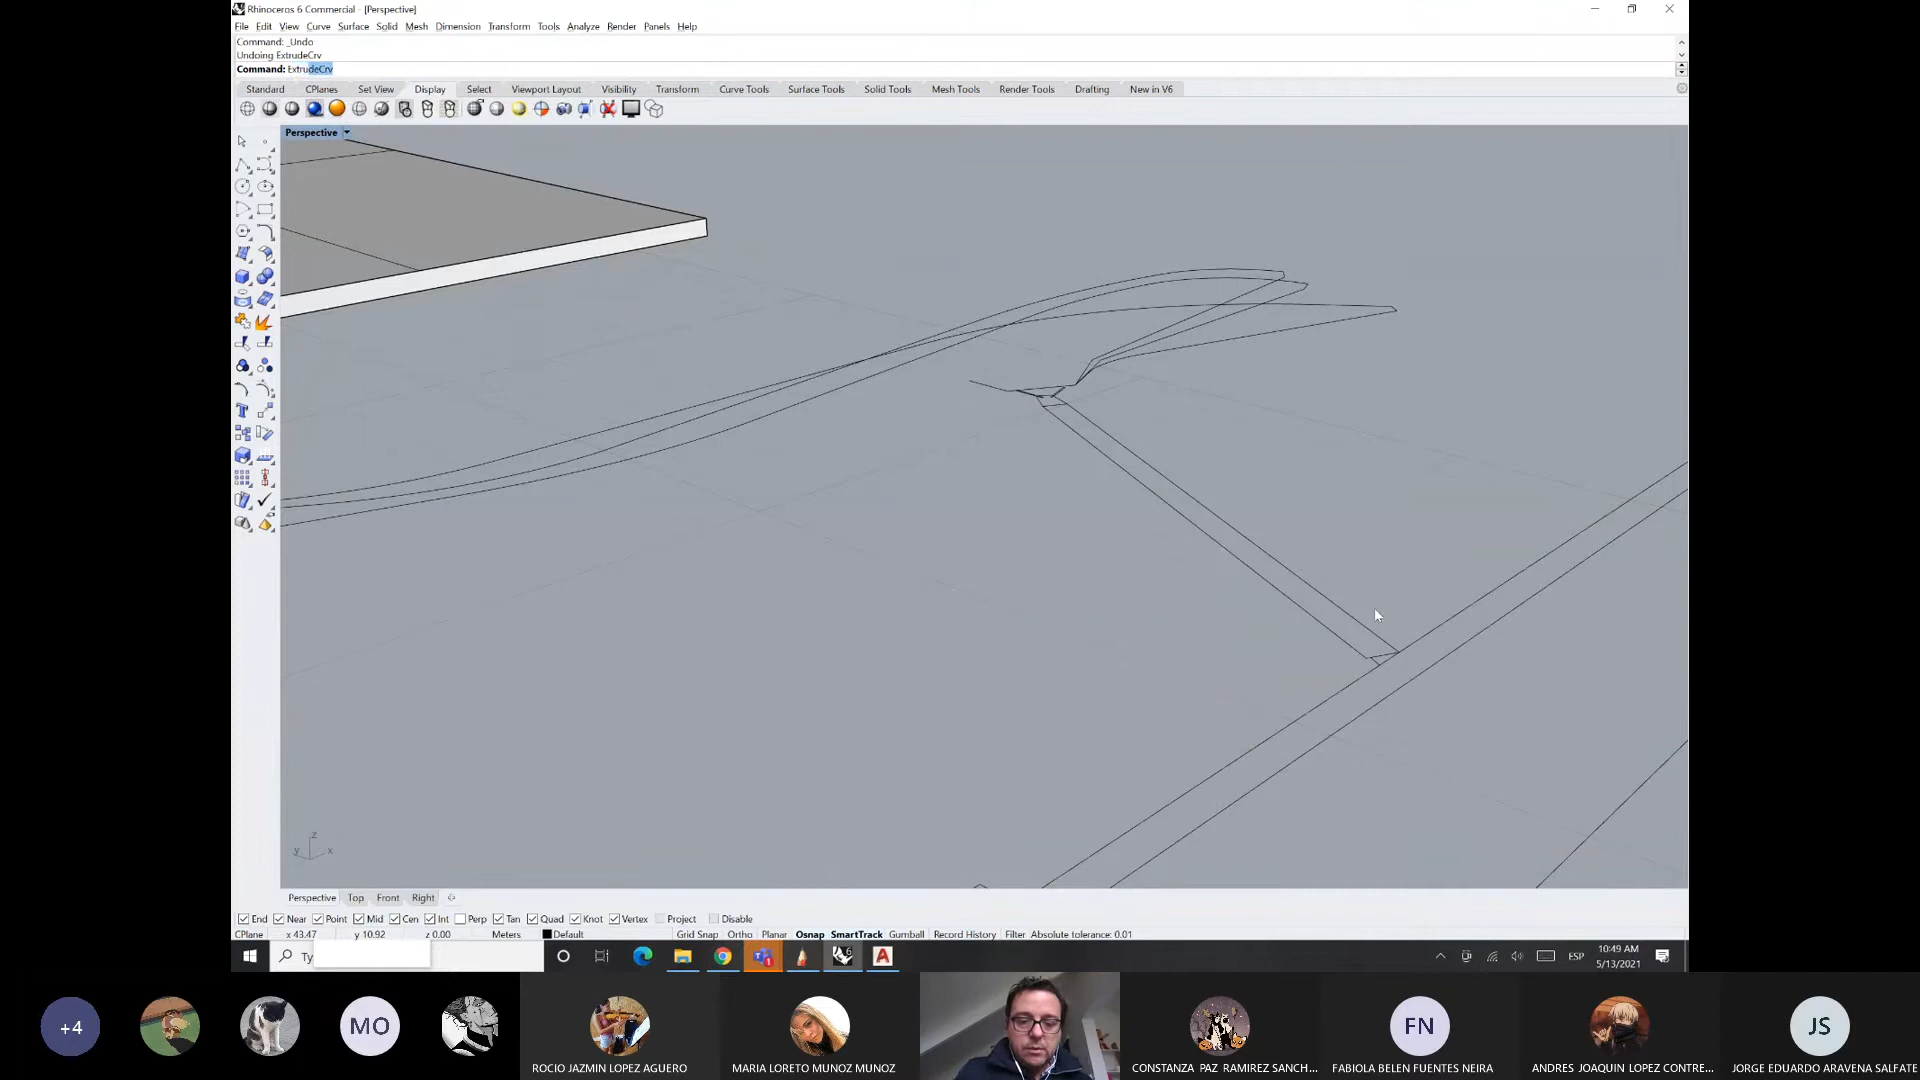 Rhinoceros 6 Commercial - [Perspective]
File Edit View Curve Surface Solid Mesh Dimension Transform Tools Analyze Render Panels Help
Command: _Undo
Undoing ExtrudeCrv
Command: ExtrudeCrv
Standard CPlanes Set View Display Select Viewport Layout Visibility Transform Curve Tools Surface Tools Solid Tools Mesh Tools Render Tools Drafting New in V6
Perspective
z
y x
Perspective Top Front Right
End Near Point Mid Cen Int Perp Tan Quad Knot Vertex Project Disable
CPlane x 43.47 y 10.92 z 0.00 Meters Default Grid Snap Ortho Planar Osnap SmartTrack Gumball Record History Filter Absolute tolerance: 0.01
Ty
ESP
10:49 AM
5/13/2021
+4
MO
FN
JS
ROCIO JAZMIN LOPEZ AGUERO
MARIA LORETO MUNOZ MUNOZ
CONSTANZA PAZ RAMIREZ SANCH...
FABIOLA BELEN FUENTES NEIRA
ANDRES JOAQUIN LOPEZ CONTRE...
JORGE EDUARDO ARAVENA SALFATE